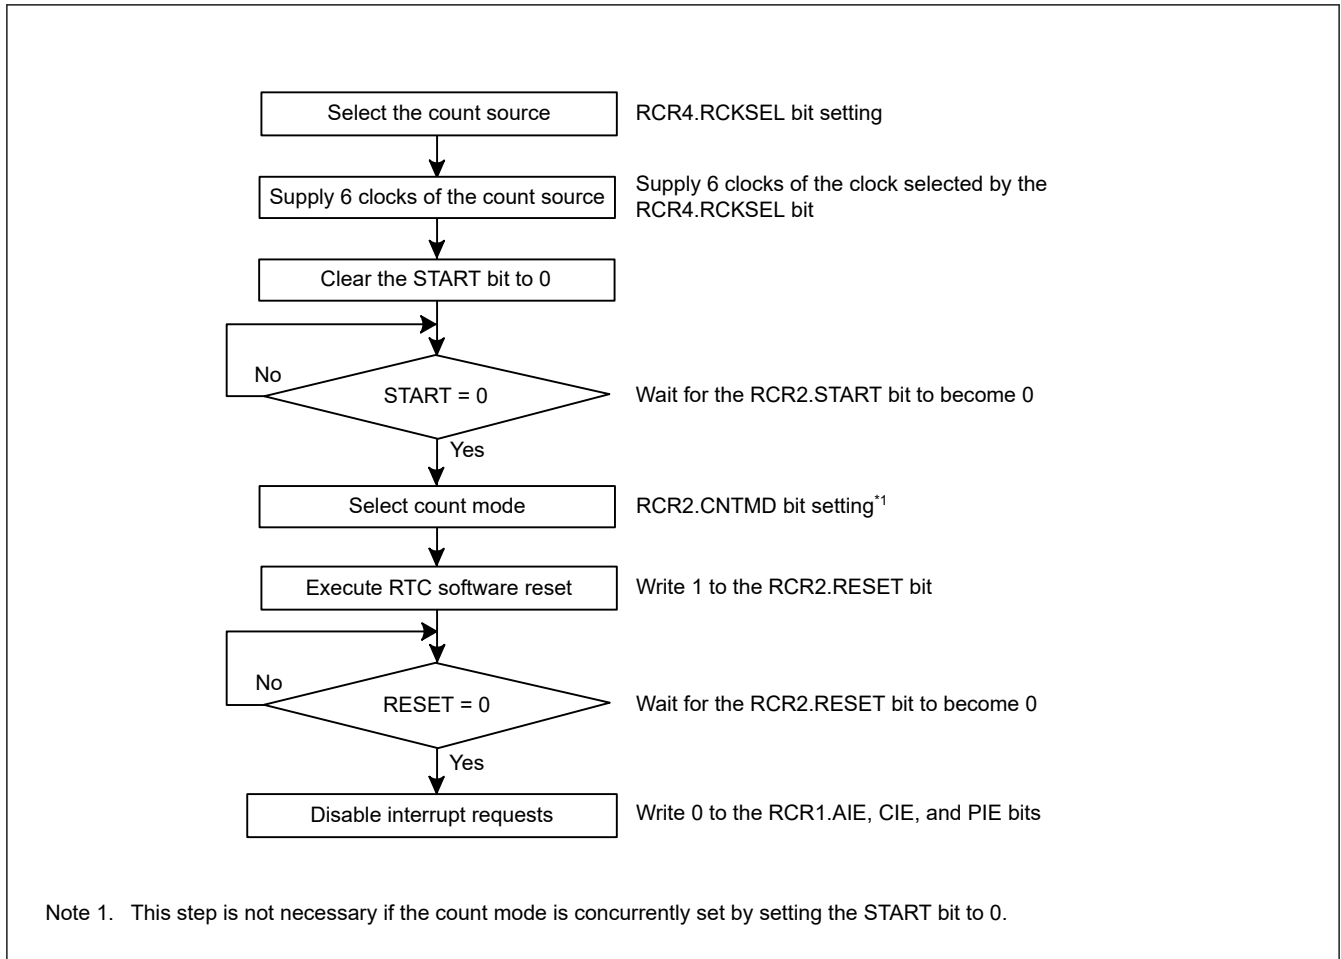 Select the count source
RCR4.RCKSEL bit setting
Supply 6 clocks of the count source
Supply 6 clocks of the clock selected by the
RCR4.RCKSEL bit
Clear the START bit to 0
No
START = 0
Wait for the RCR2.START bit to become 0
Yes
Select count mode
RCR2.CNTMD bit setting*1
Execute RTC software reset
Write 1 to the RCR2.RESET bit
No
RESET = 0
Wait for the RCR2.RESET bit to become 0
Yes
Disable interrupt requests
Write 0 to the RCR1.AIE, CIE, and PIE bits
Note 1. This step is not necessary if the count mode is concurrently set by setting the START bit to 0.